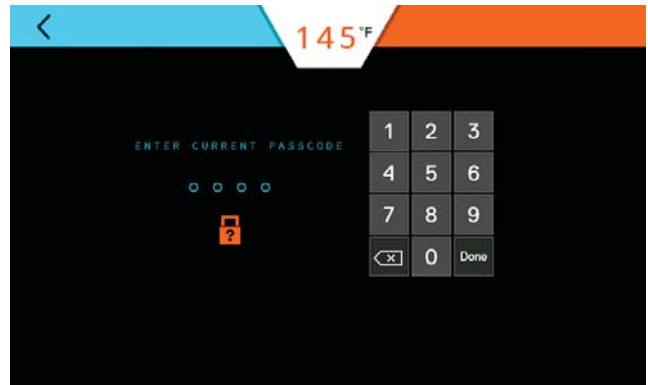 145°F
ENTER CURRENT PASSCODE
1 2 3
4 5 6
7 8 9
0 Done
?